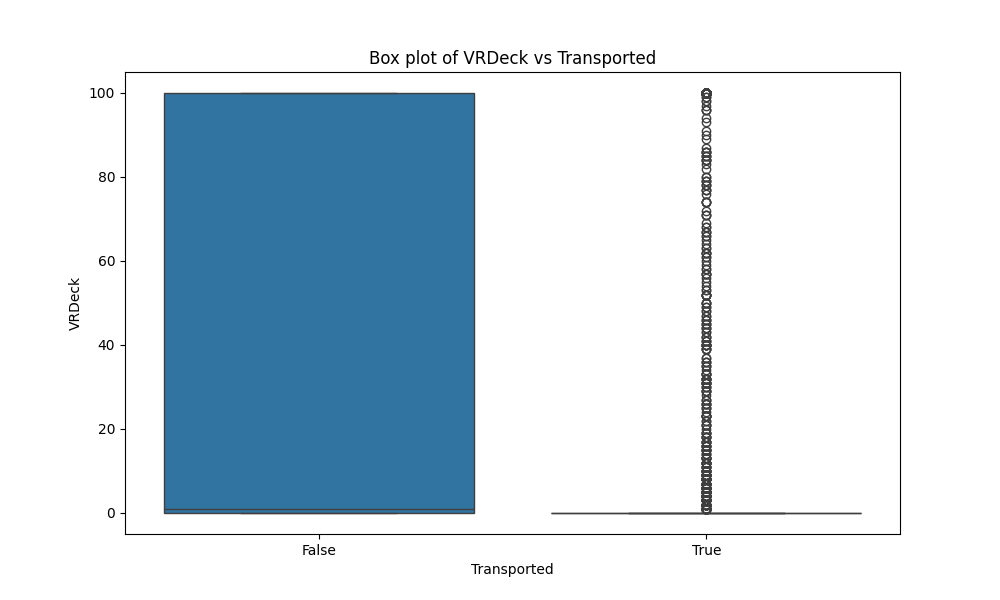 Box plot of VRDeck vs Transported
100
80
60
40
20
0
VRDeck
False
True
Transported